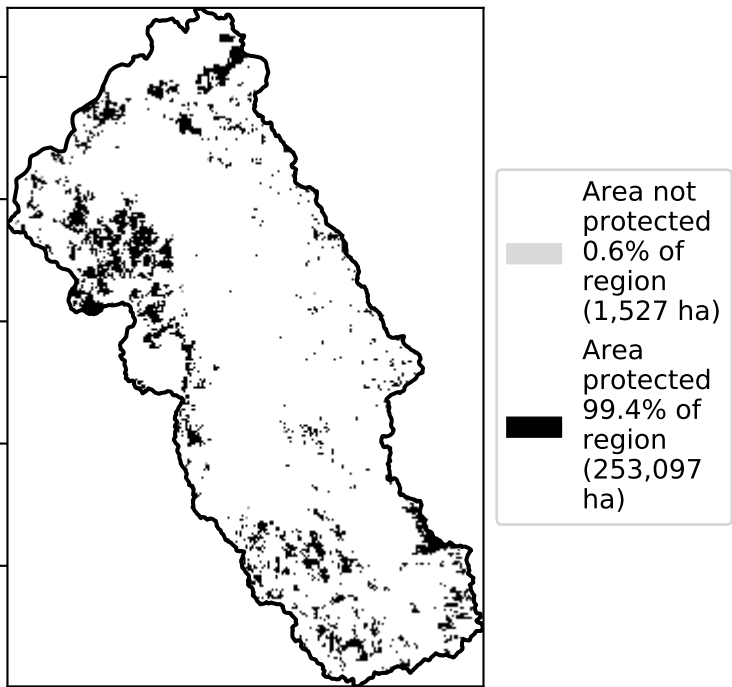 Area not
protected
0.6% of
region
(1,527 ha)
Area
protected
99.4% of
region
(253,097
ha)